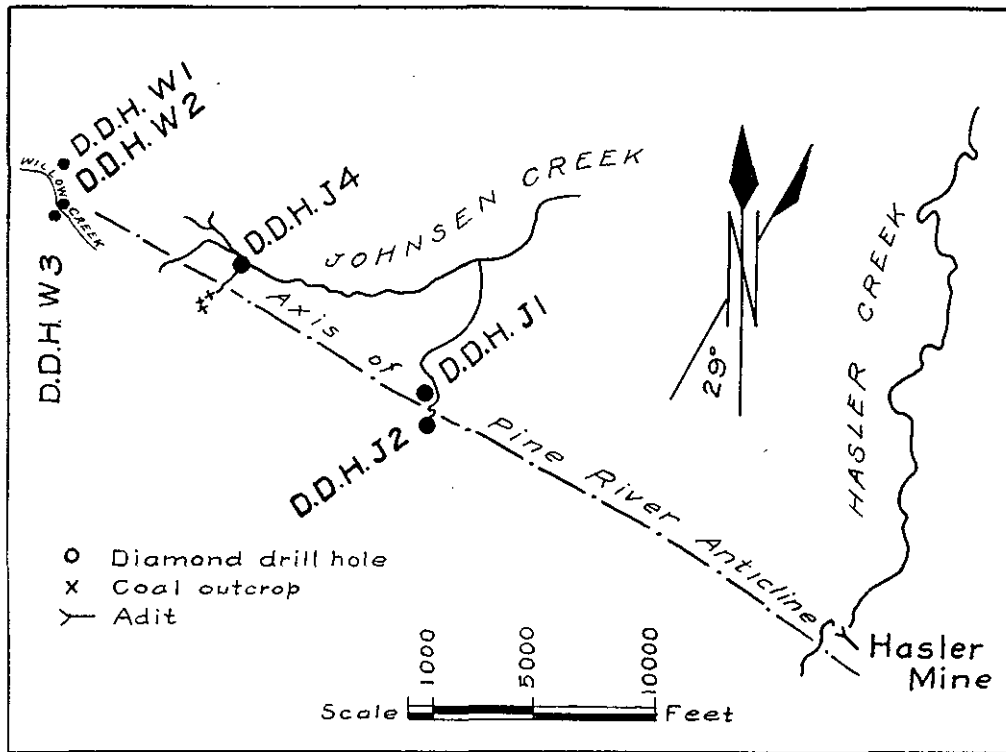 D.D.H. W1
D.D.H. W2
WILLOW CREEK
D.D.H. W3
D.D.H. J4
JOHNSEN CREEK
Axis of Pine River Anticline
D.D.H. J1
D.D.H. J2
29°
HASLER CREEK
o Diamond drill hole
x Coal outcrop
Adit
1000 5000 10000
Scale Feet
Hasler
Mine